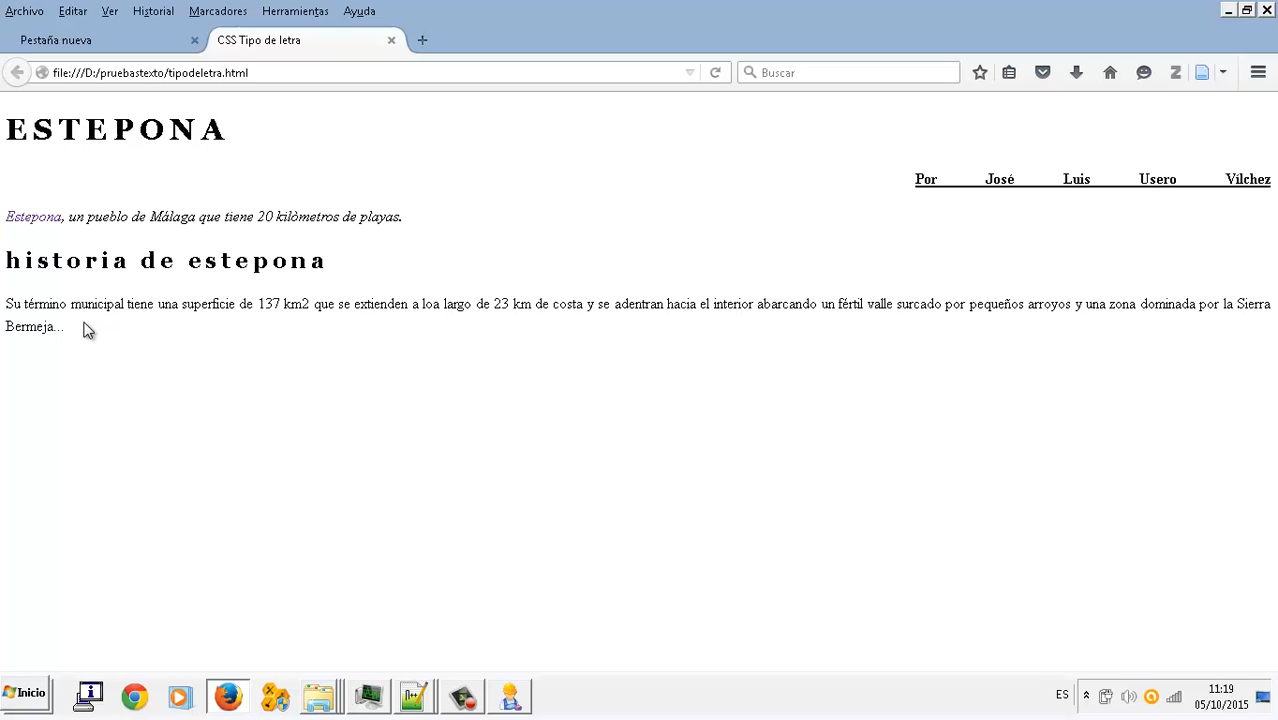 Archivo Editar Ver Historial Marcadores Herramientas Ayuda
Pestaña nueva CSS Tipo de letra
file:///D:/pruebastexto/tipodeletra.html Buscar
ESTEPONA
Por José Luis Usero Vílchez
Estepona, un pueblo de Málaga que tiene 20 kilòmetros de playas.
historia de estepona
Su término municipal tiene una superficie de 137 km2 que se extienden a loa largo de 23 km de costa y se adentran hacia el interior abarcando un fértil valle surcado por pequeños arroyos y una zona dominada por la Sierra
Bermeja...
Inicio ES 11:19
05/10/2015